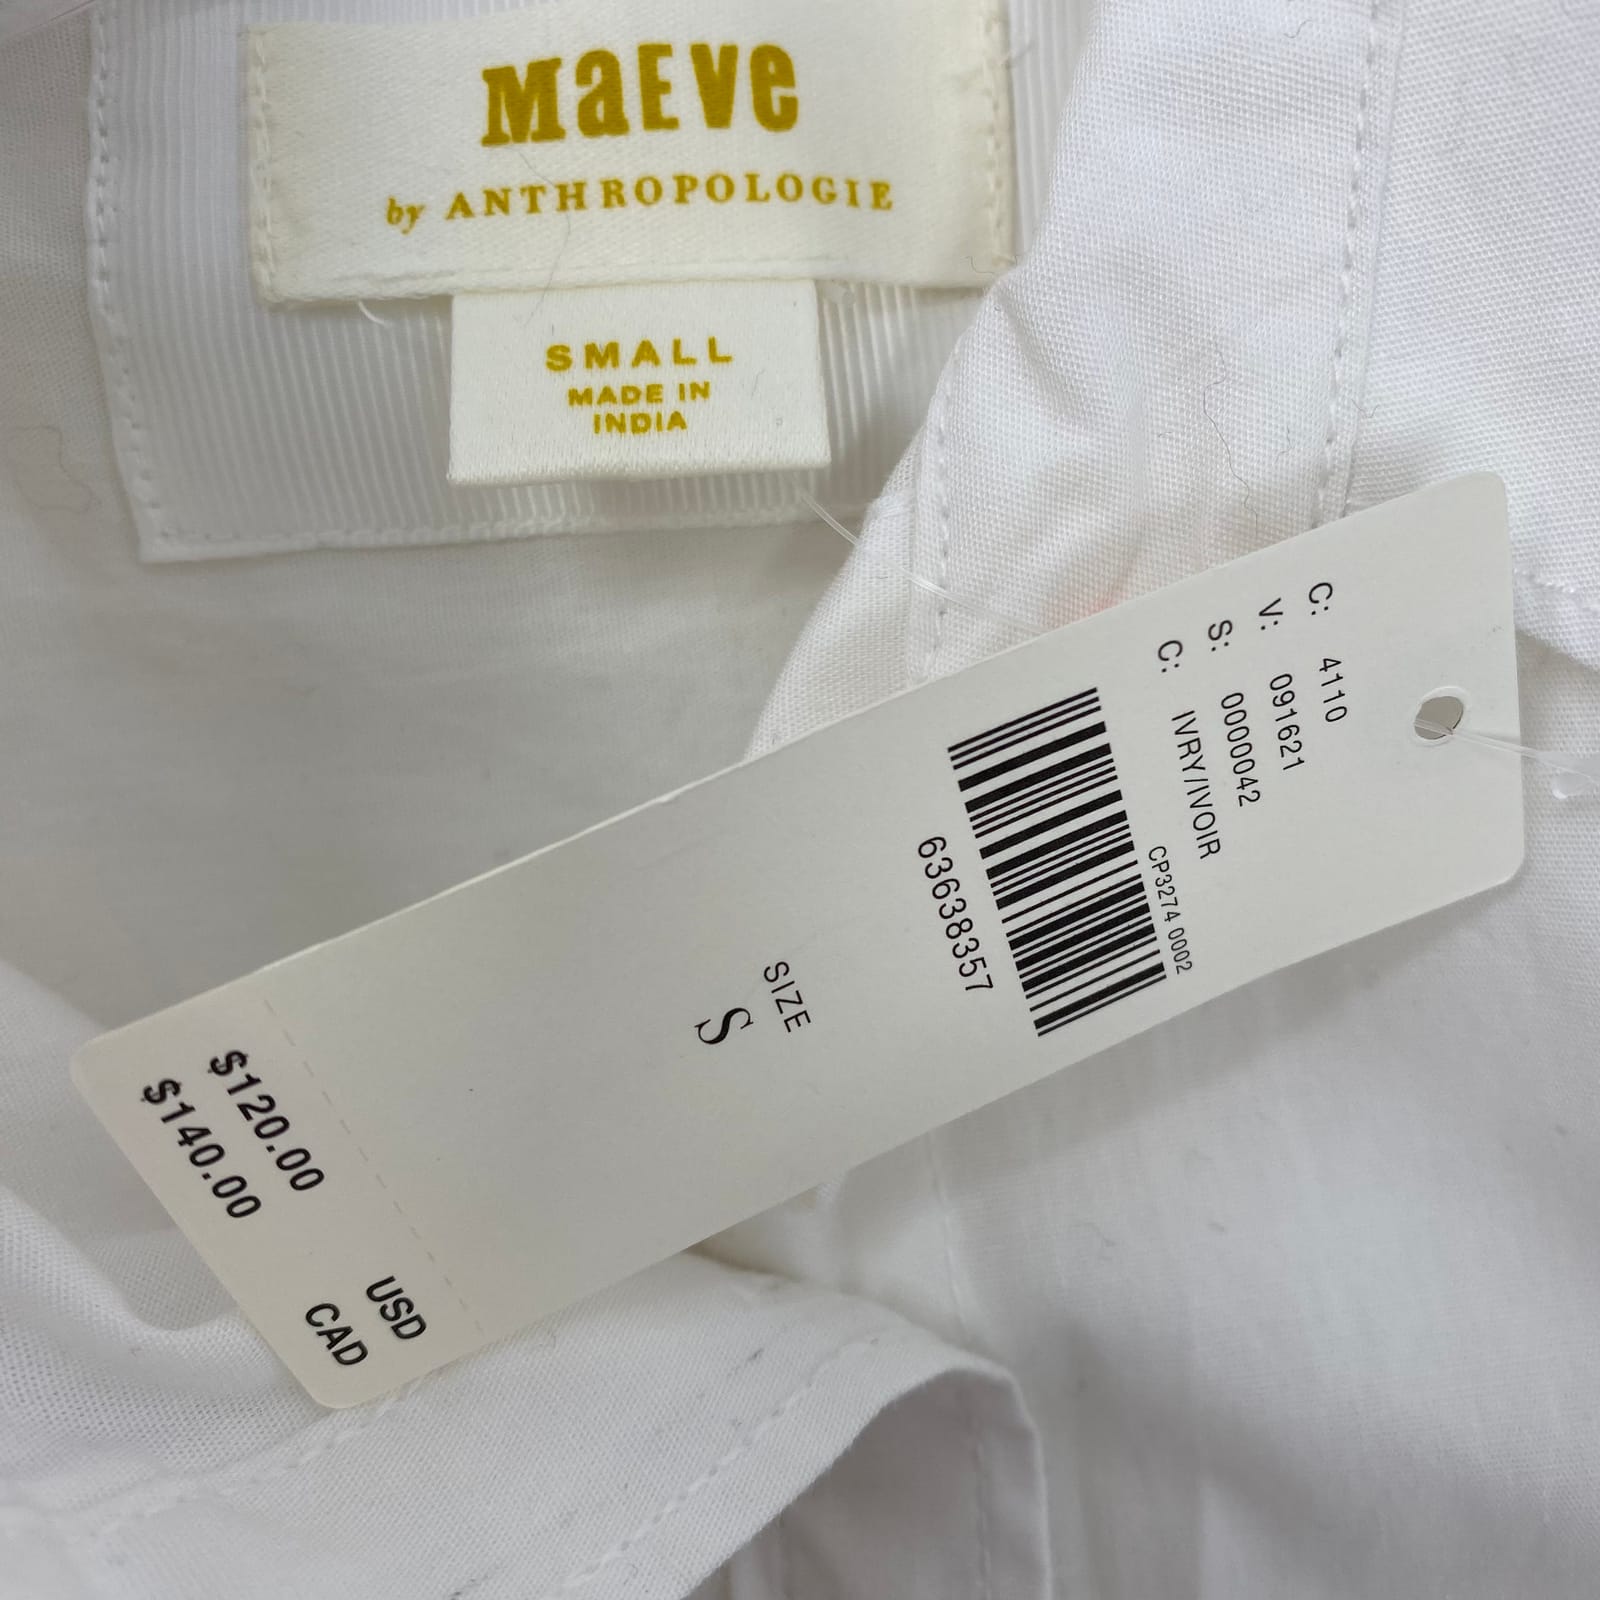 MaEVe
by ANTHROPOLOGIE
SMALL
MADE IN
INDIA
C: 4110
V: 091621
S: 0000042
C: IVRY/IVOIR
CP3274 0002
63638357
SIZE
S
$120.00 USD
$140.00 CAD